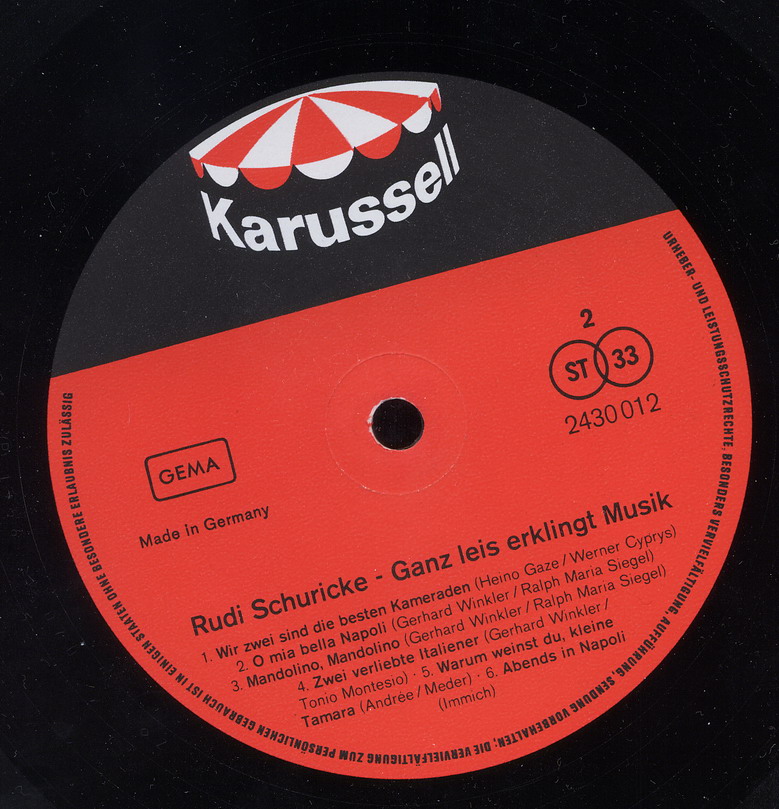 Karussell
2
ST 33
2430 012
GEMA
Made in Germany
Rudi Schuricke - Ganz leis erklingt Musik
1. Wir zwei sind die besten Kameraden (Heino Gaze / Werner Cyprys)
2. O mia bella Napoli (Gerhard Winkler / Ralph Maria Siegel)
3. Mandolino, Mandolino (Gerhard Winkler / Ralph Maria Siegel)
4. Zwei verliebte Italiener (Gerhard Winkler /
Tonio Montesio) · 5. Warum weinst du, kleine
Tamara (Andrée / Meder) · 6. Abends in Napoli
(Immich)
URHEBER- UND LEISTUNGSSCHUTZRECHTE, BESONDERS VERVIELFÄLTIGUNG, AUFFÜHRUNG, SENDUNG VORBEHALTEN, DIE VERVIELFÄLTIGUNG ZUM PERSÖNLICHEN GEBRAUCH IST IN EINIGEN STAATEN OHNE BESONDERE ERLAUBNIS ZULÄSSIG